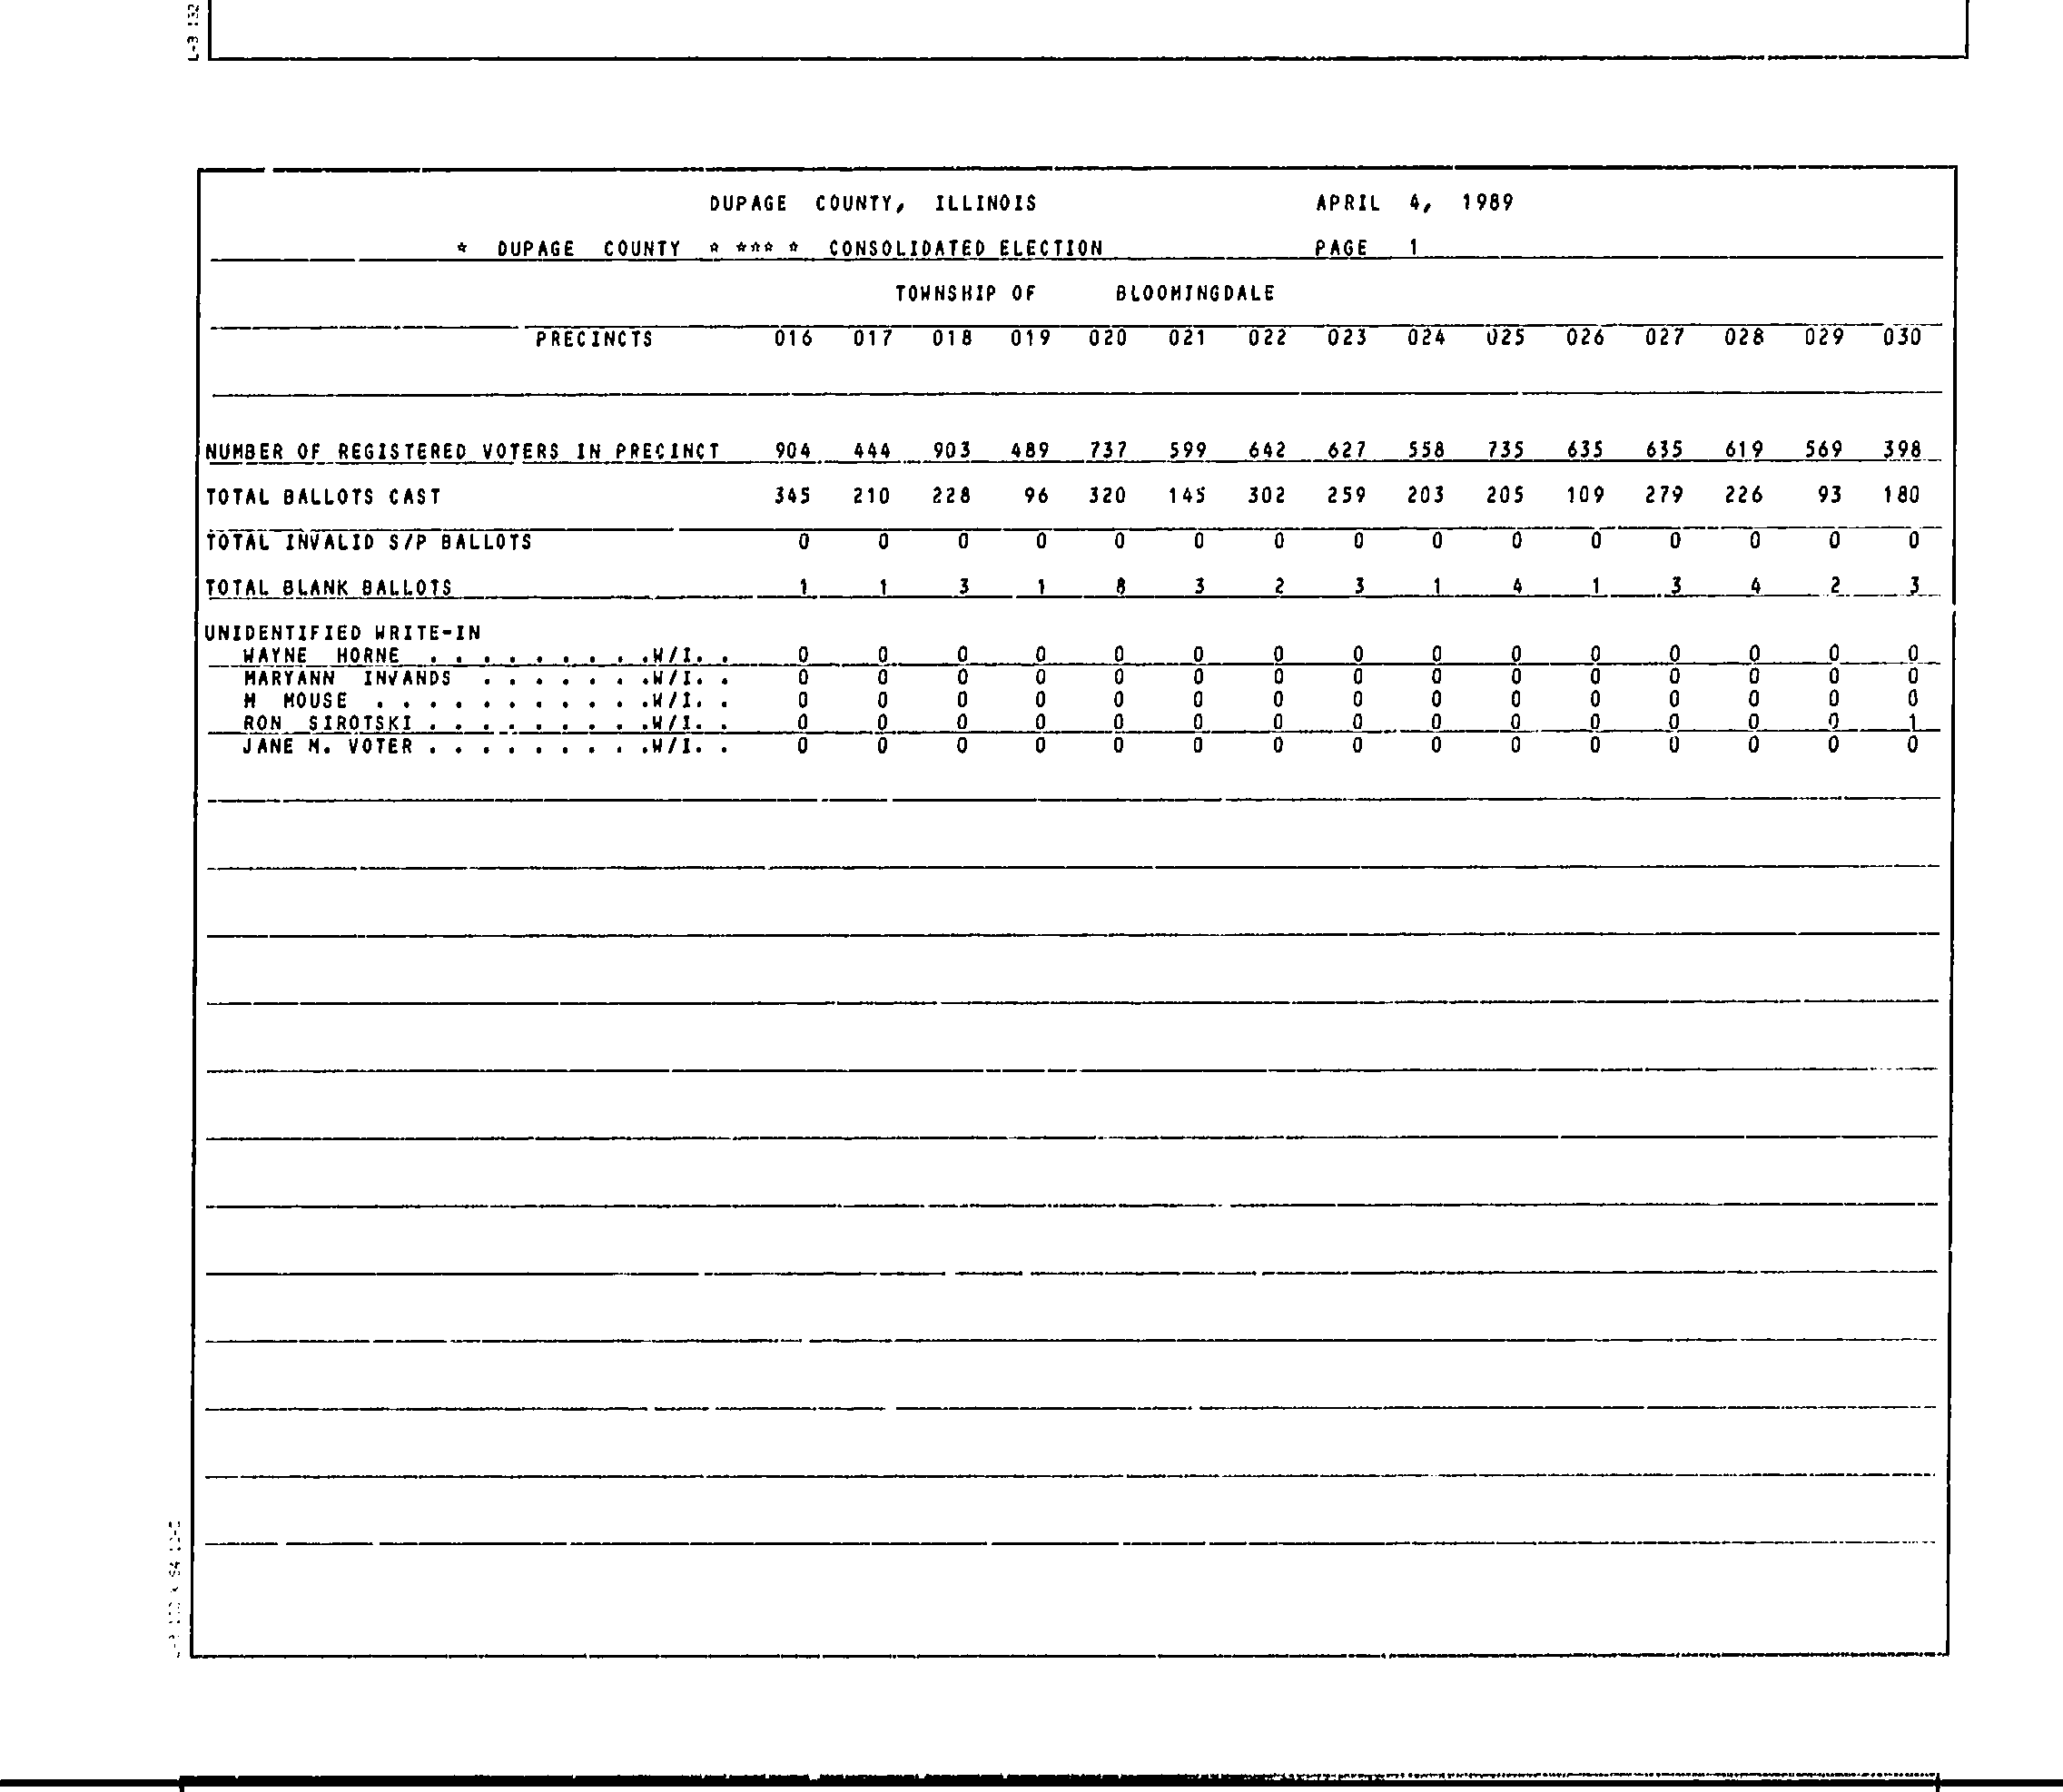 L-B 132
DUPAGE COUNTY, ILLINOIS APRIL 4, 1989
* DUPAGE COUNTY * *** * CONSOLIDATED ELECTION PAGE 1
TOWNSHIP OF BLOOMINGDALE
PRECINCTS 016 017 018 019 020 021 022 023 024 025 026 027 028 029 030
NUMBER OF REGISTERED VOTERS IN PRECINCT 904 444 903 489 737 599 642 627 558 735 635 635 619 569 398
TOTAL BALLOTS CAST 345 210 228 96 320 145 302 259 203 205 109 279 226 93 180
TOTAL INVALID S/P BALLOTS 0 0 0 0 0 0 0 0 0 0 0 0 0 0 0
TOTAL BLANK BALLOTS 1 1 3 1 8 3 2 3 1 4 1 3 4 2 3
UNIDENTIFIED WRITE-IN
WAYNE HORNE . . . . . . . . .W/I. . 0 0 0 0 0 0 0 0 0 0 0 0 0 0 0
MARYANN INVANDS . . . . . . .W/I. . 0 0 0 0 0 0 0 0 0 0 0 0 0 0 0
M MOUSE . . . . . . . . . . .W/I. . 0 0 0 0 0 0 0 0 0 0 0 0 0 0 0
RON SIROTSKI . . . . . . . . .W/I. . 0 0 0 0 0 0 0 0 0 0 0 0 0 0 1
JANE M. VOTER . . . . . . . . .W/I. . 0 0 0 0 0 0 0 0 0 0 0 0 0 0 0